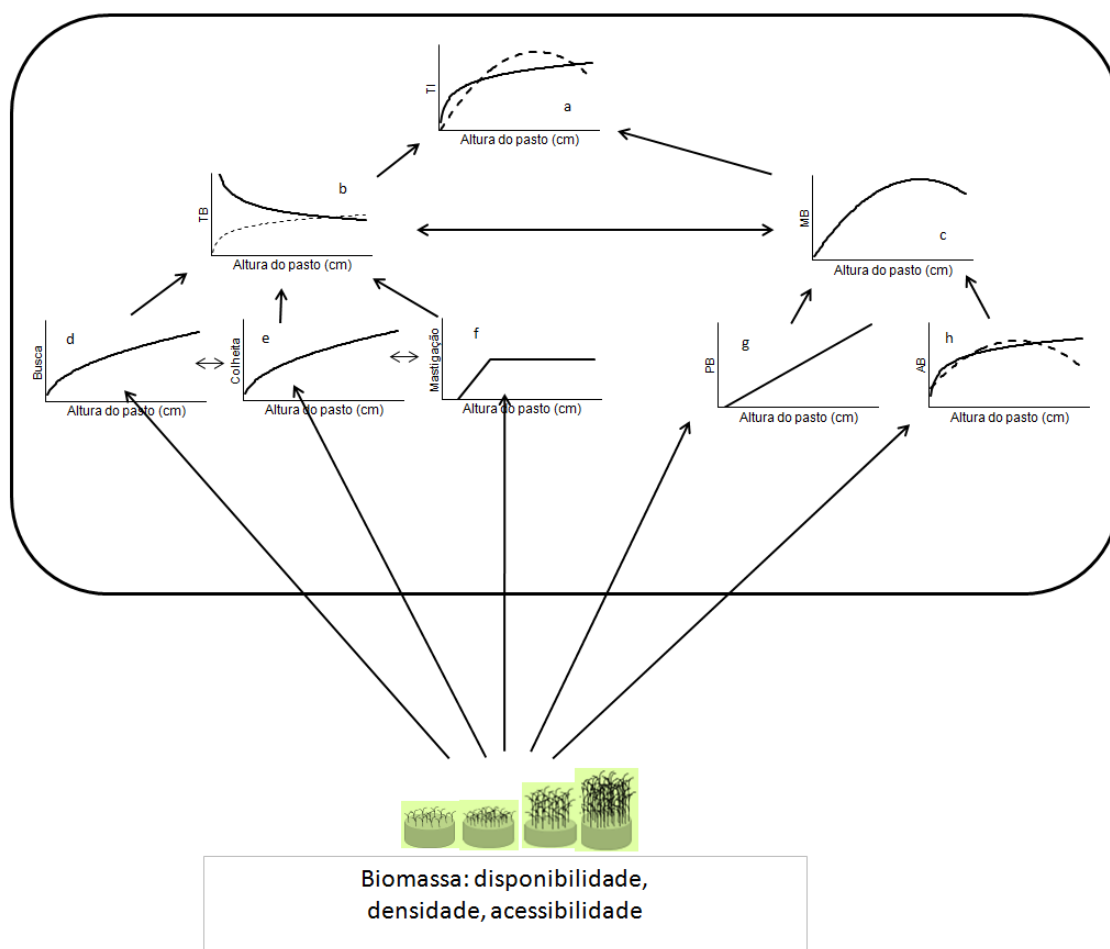 TI
a
Altura do pasto (cm)
TB
b
Altura do pasto (cm)
MB
c
Altura do pasto (cm)
Busca
d
Altura do pasto (cm)
Colheita
e
Altura do pasto (cm)
Mastigação
f
Altura do pasto (cm)
PB
g
Altura do pasto (cm)
AB
h
Altura do pasto (cm)
Biomassa: disponibilidade,
densidade, acessibilidade